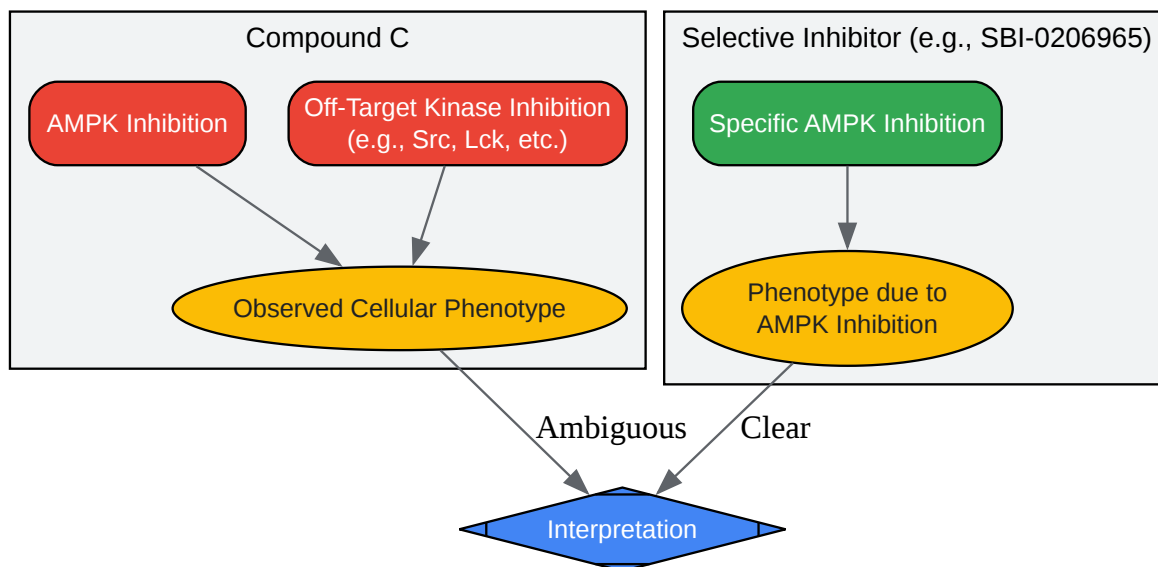 Compound C
AMPK Inhibition
Off-Target Kinase Inhibition
(e.g., Src, Lck, etc.)
Observed Cellular Phenotype
Selective Inhibitor (e.g., SBI-0206965)
Specific AMPK Inhibition
Phenotype due to
AMPK Inhibition
Ambiguous
Clear
Interpretation